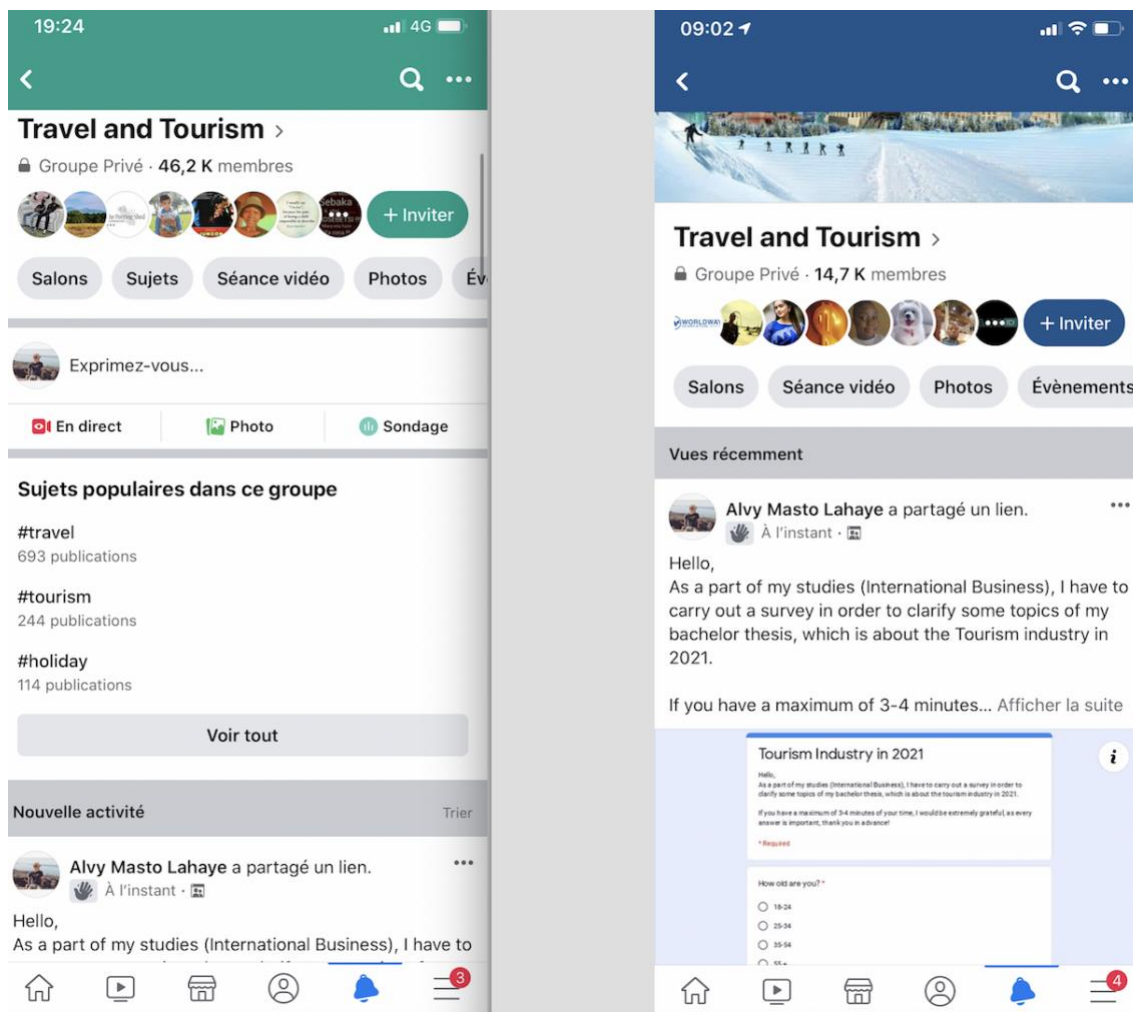 19:24
4G
Travel and Tourism >
Groupe Privé · 46,2 K membres
+ Inviter
Salons Sujets Séance vidéo Photos Év
Exprimez-vous...
En direct Photo Sondage
Sujets populaires dans ce groupe
#travel
693 publications
#tourism
244 publications
#holiday
114 publications
Voir tout
Nouvelle activité Trier
Alvy Masto Lahaye a partagé un lien.
À l'instant
Hello,
As a part of my studies (International Business), I have to
3
09:02
Travel and Tourism >
Groupe Privé · 14,7 K membres
WORLDWAY
+ Inviter
Salons Séance vidéo Photos Évènements
Vues récemment
Alvy Masto Lahaye a partagé un lien.
À l'instant
Hello,
As a part of my studies (International Business), I have to
carry out a survey in order to clarify some topics of my
bachelor thesis, which is about the Tourism industry in
2021.
If you have a maximum of 3-4 minutes... Afficher la suite
Tourism Industry in 2021
Hello,
As a part of my studies (International Business), I have to carry out a survey in order to
clarify some topics of my bachelor thesis, which is about the tourism industry in 2021.
If you have a maximum of 3-4 minutes of your time, I would be extremely grateful, as every
answer is important, thank you in advance!
* Required
How old are you? *
18-24
25-34
35-54
55 +
4